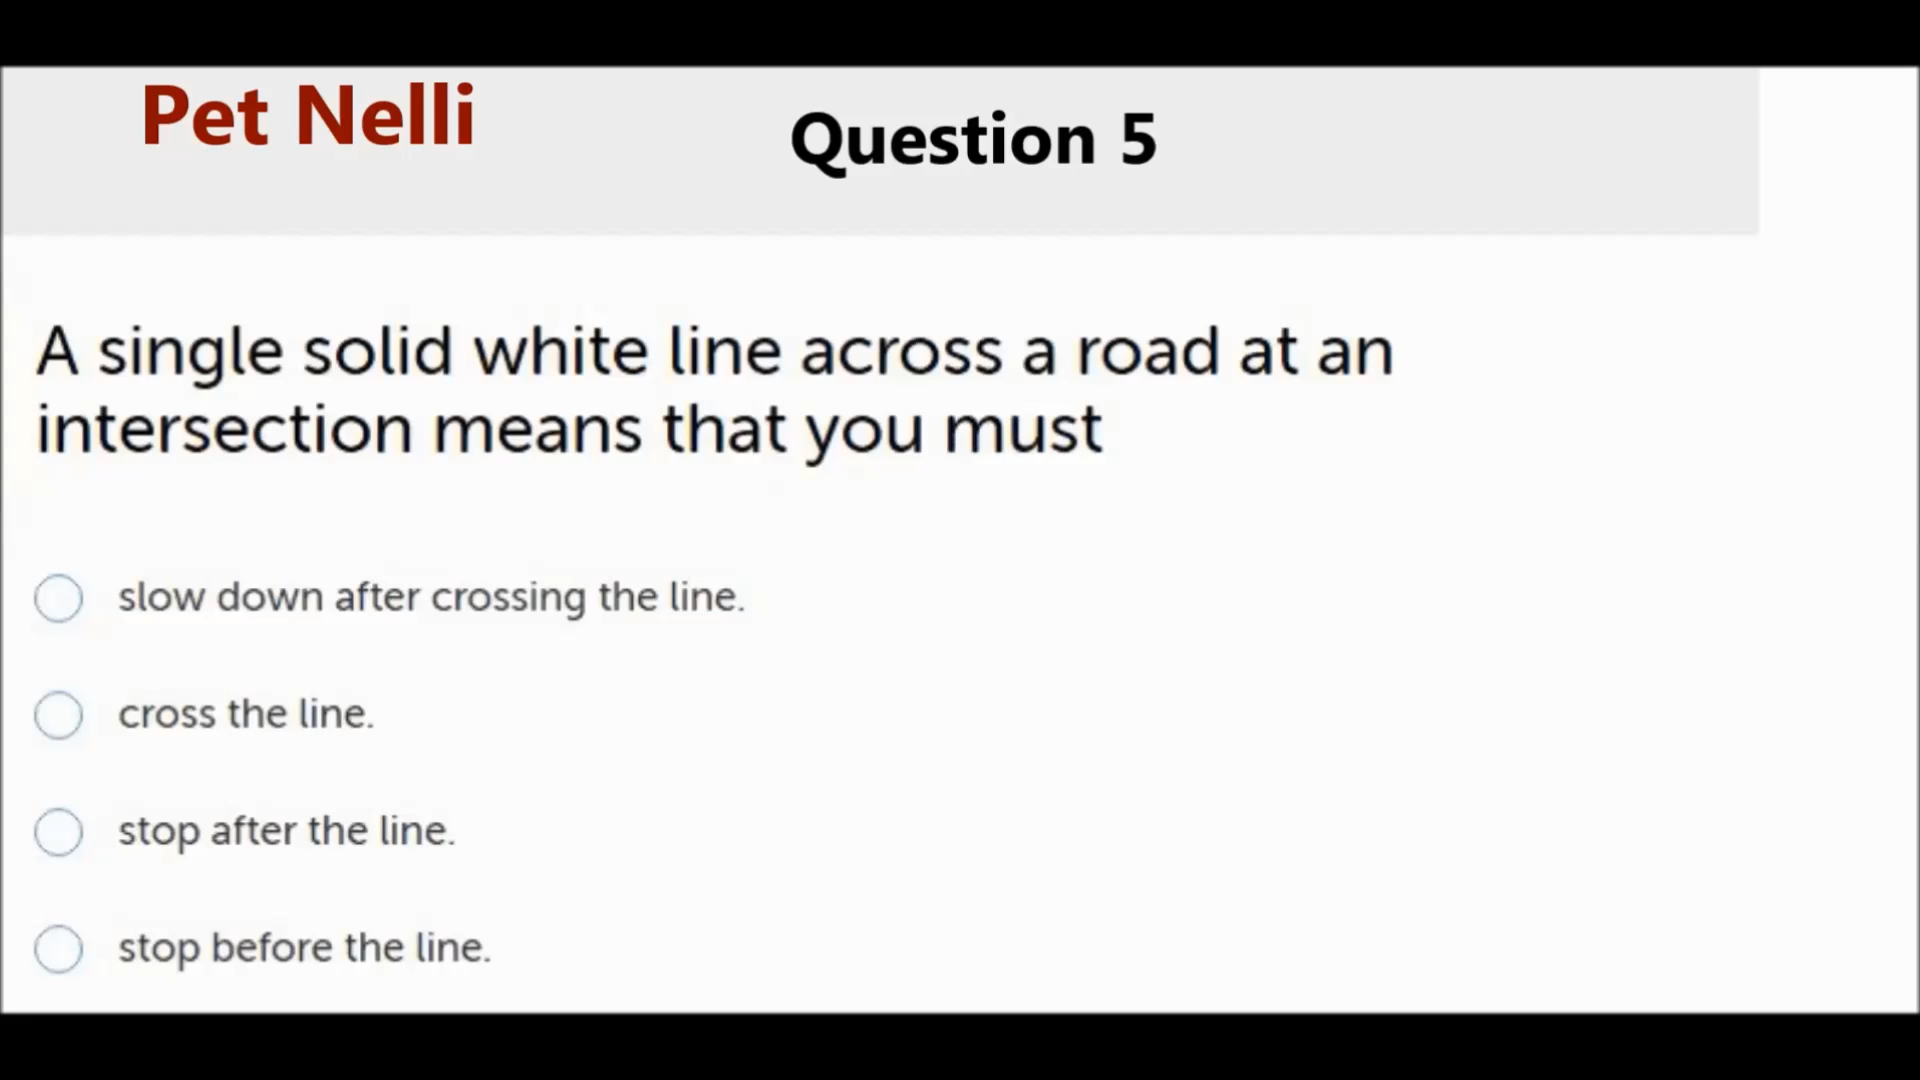 Pet Nelli
Question 5
A single solid white line across a road at an
intersection means that you must
slow down after crossing the line.
cross the line.
stop after the line.
stop before the line.